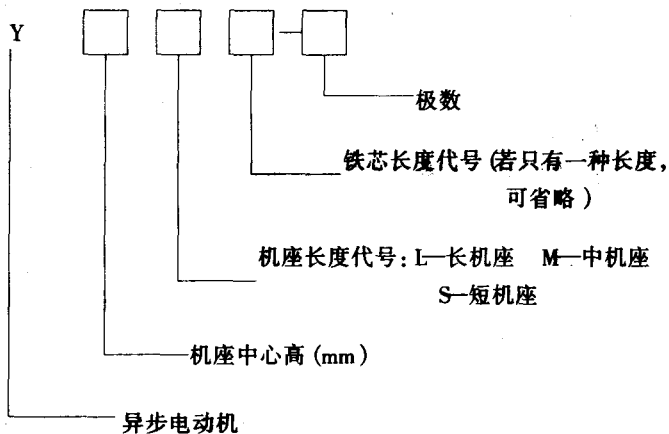 Y
极数
铁芯长度代号(若只有一种长度,
可省略)
机座长度代号:L—长机座 M—中机座
S—短机座
机座中心高(mm)
异步电动机